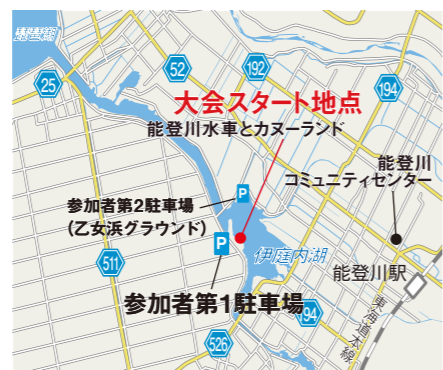 琵琶湖
25
52
192
194
大会スタート地点
能登川水車とカヌーランド
能登川
コミュニティセンター
P
参加者第2駐車場
(乙女浜グラウンド)
P
伊庭内湖
511
能登川駅
参加者第1駐車場
194
526
東海道本線